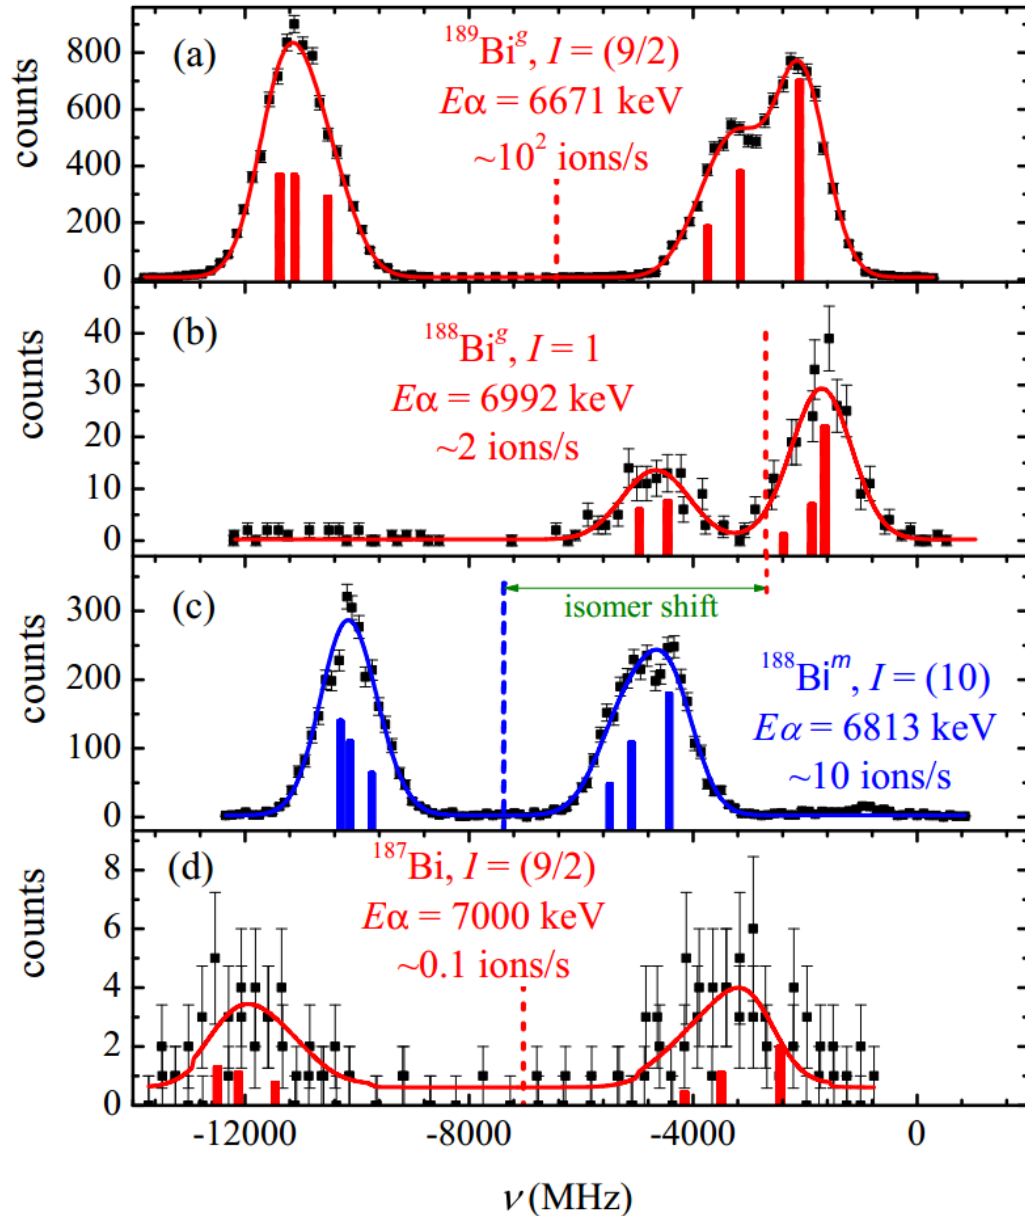 counts
800
600
400
200
0
(a)
¹⁸⁹Biᵍ, I = (9/2)
Eα = 6671 keV
~10² ions/s
counts
40
30
20
10
0
(b)
¹⁸⁸Biᵍ, I = 1
Eα = 6992 keV
~2 ions/s
counts
300
200
100
0
(c)
isomer shift
¹⁸⁸Biᵐ, I = (10)
Eα = 6813 keV
~10 ions/s
counts
8
6
4
2
0
(d)
¹⁸⁷Bi, I = (9/2)
Eα = 7000 keV
~0.1 ions/s
-12000 -8000 -4000 0
ν (MHz)